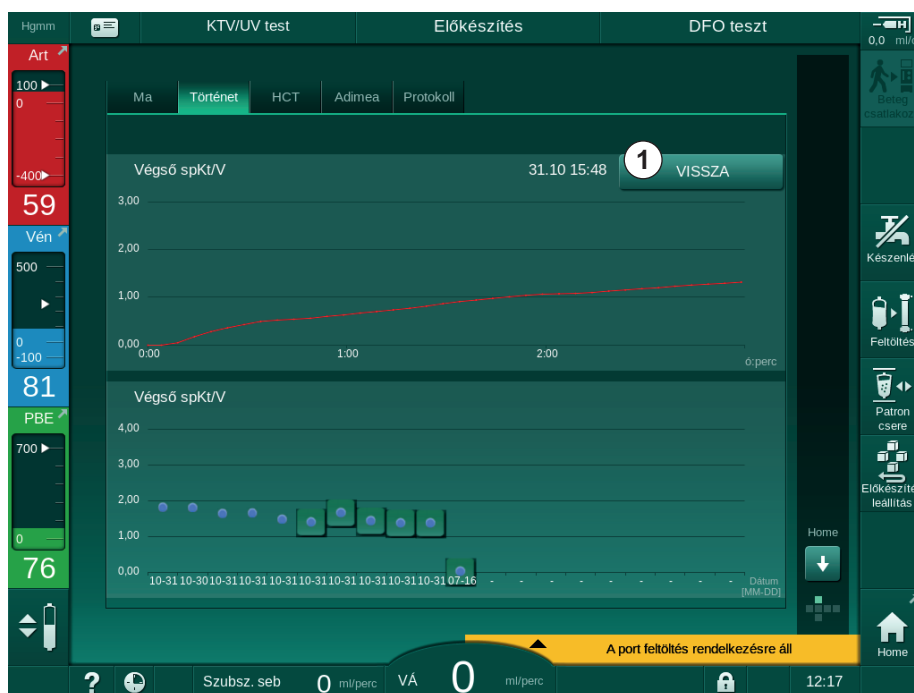 Hgmm
KTV/UV test
Előkészítés
DFO teszt
0,0 ml/
Art
100
0
-400
59
Vén
500
0
-100
81
PBE
700
0
76
Ma
Történet
HCT
Adimea
Protokoll
Végső spKt/V
31.10 15:48
1
VISSZA
3,00
2,00
1,00
0,00
0:00
1:00
2:00
ó:perc
Végső spKt/V
4,00
3,00
2,00
1,00
0,00
10-31 10-30 10-31 10-31 10-31 10-31 10-31 10-31 10-31 10-31 07-16 - - - - - - - - -
Dátum
[MM-DD]
Home
Beteg
csatlakoz
Készenlé
Feltöltés
Patron
csere
Előkészíté
leállítás
Home
A port feltöltés rendelkezésre áll
?
Szubsz. seb
0 ml/perc
VÁ
0 ml/perc
12:17